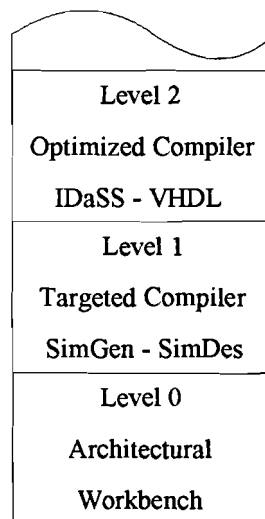 Level 2
Optimized Compiler
IDaSS - VHDL
Level 1
Targeted Compiler
SimGen - SimDes
Level 0
Architectural
Workbench